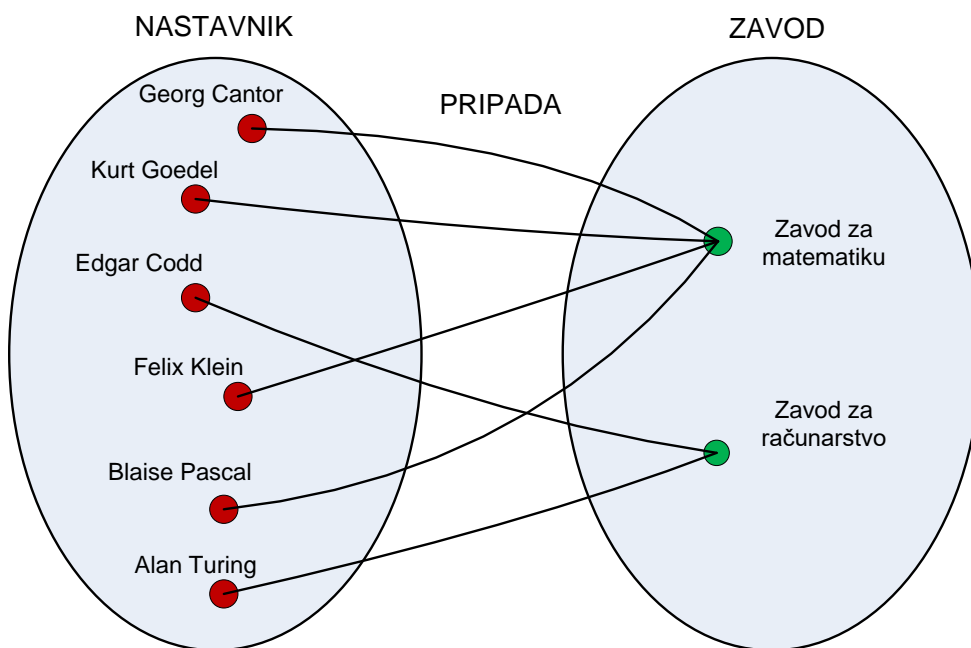 NASTAVNIK
ZAVOD
PRIPADA
Georg Cantor
Kurt Goedel
Edgar Codd
Felix Klein
Blaise Pascal
Alan Turing
Zavod za
matematiku
Zavod za
računarstvo